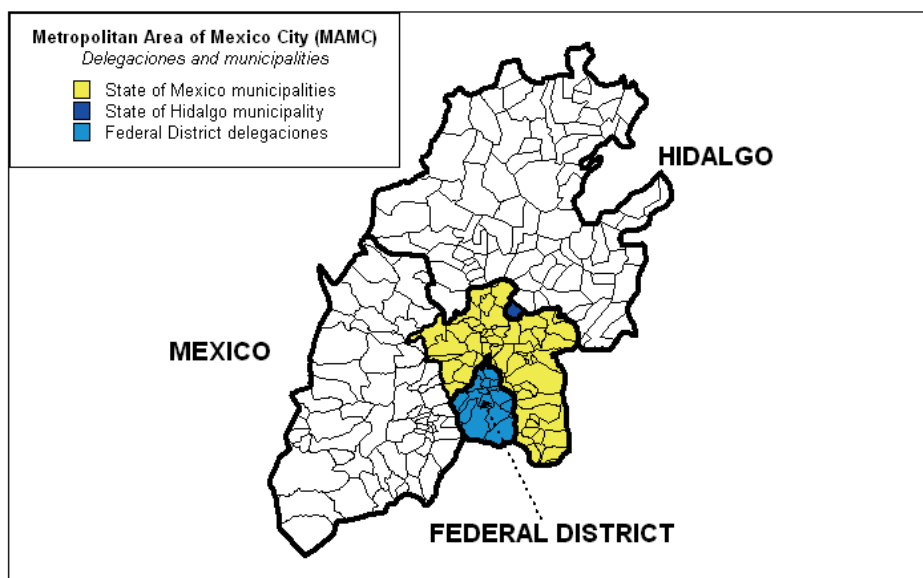 Metropolitan Area of Mexico City (MAMC)
Delegaciones and municipalities
State of Mexico municipalities
State of Hidalgo municipality
Federal District delegaciones
HIDALGO
MEXICO
FEDERAL DISTRICT